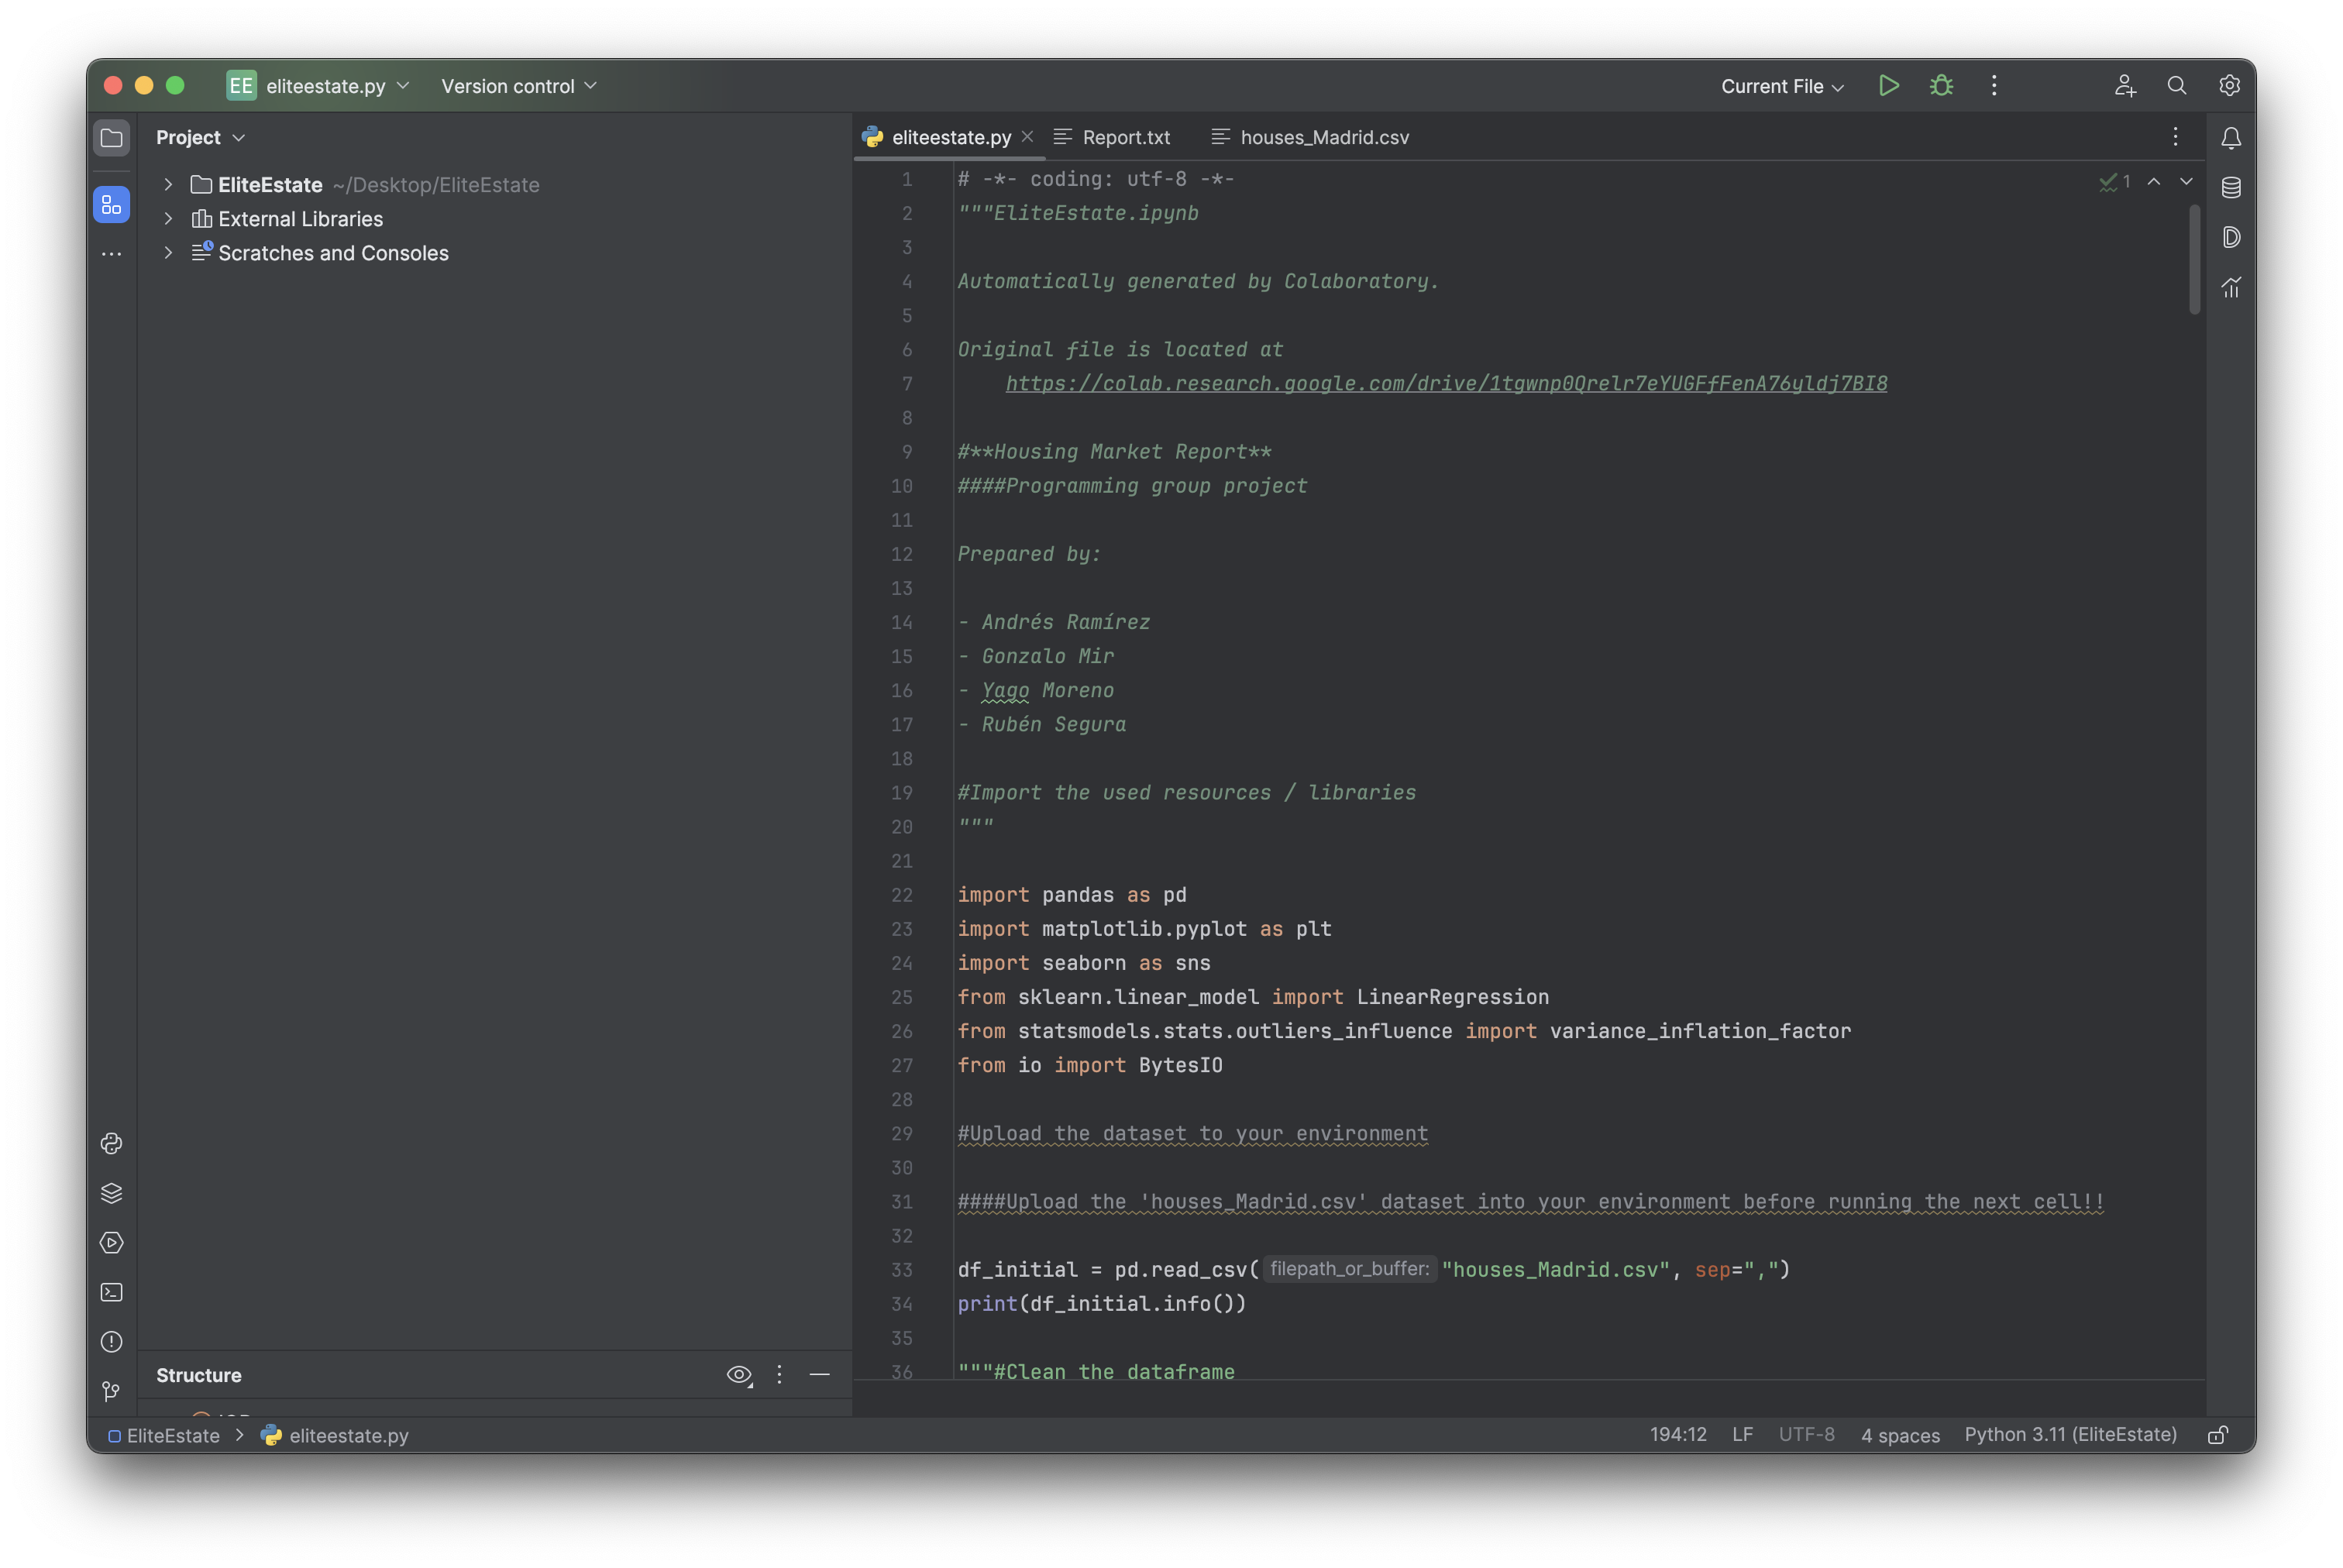 EE eliteestate.py Version control Current File
Project
EliteEstate ~/Desktop/EliteEstate
External Libraries
Scratches and Consoles
eliteestate.py Report.txt houses_Madrid.csv
1 # -*- coding: utf-8 -*-
1
2 """EliteEstate.ipynb
3
4 Automatically generated by Colaboratory.
5
6 Original file is located at
7 https://colab.research.google.com/drive/1tgwnp0Qrelr7eYUGFfFenA76yldj7BI8
8
9 #**Housing Market Report**
10 ####Programming group project
11
12 Prepared by:
13
14 - Andrés Ramírez
15 - Gonzalo Mir
16 - Yago Moreno
17 - Rubén Segura
18
19 #Import the used resources / libraries
20 """
21
22 import pandas as pd
23 import matplotlib.pyplot as plt
24 import seaborn as sns
25 from sklearn.linear_model import LinearRegression
26 from statsmodels.stats.outliers_influence import variance_inflation_factor
27 from io import BytesIO
28
29 #Upload the dataset to your environment
30
31 ####Upload the 'houses_Madrid.csv' dataset into your environment before running the next cell!!
32
33 df_initial = pd.read_csv( filepath_or_buffer: "houses_Madrid.csv", sep=",")
34 print(df_initial.info())
35
36 """#Clean the dataframe
Structure
EliteEstate > eliteestate.py 194:12 LF UTF-8 4 spaces Python 3.11 (EliteEstate)